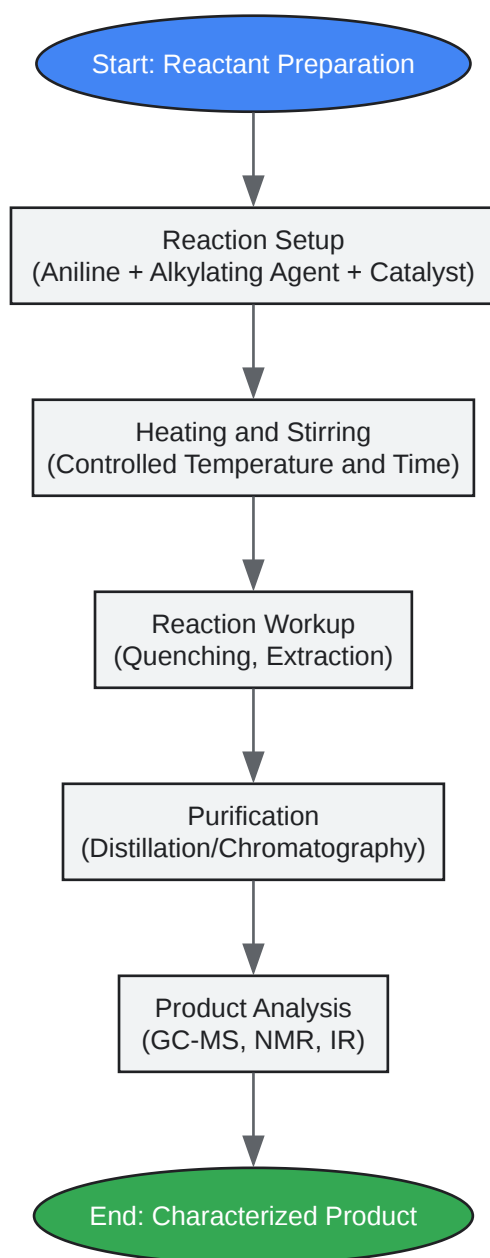 Start: Reactant Preparation
Reaction Setup
(Aniline + Alkylating Agent + Catalyst)
Heating and Stirring
(Controlled Temperature and Time)
Reaction Workup
(Quenching, Extraction)
Purification
(Distillation/Chromatography)
Product Analysis
(GC-MS, NMR, IR)
End: Characterized Product